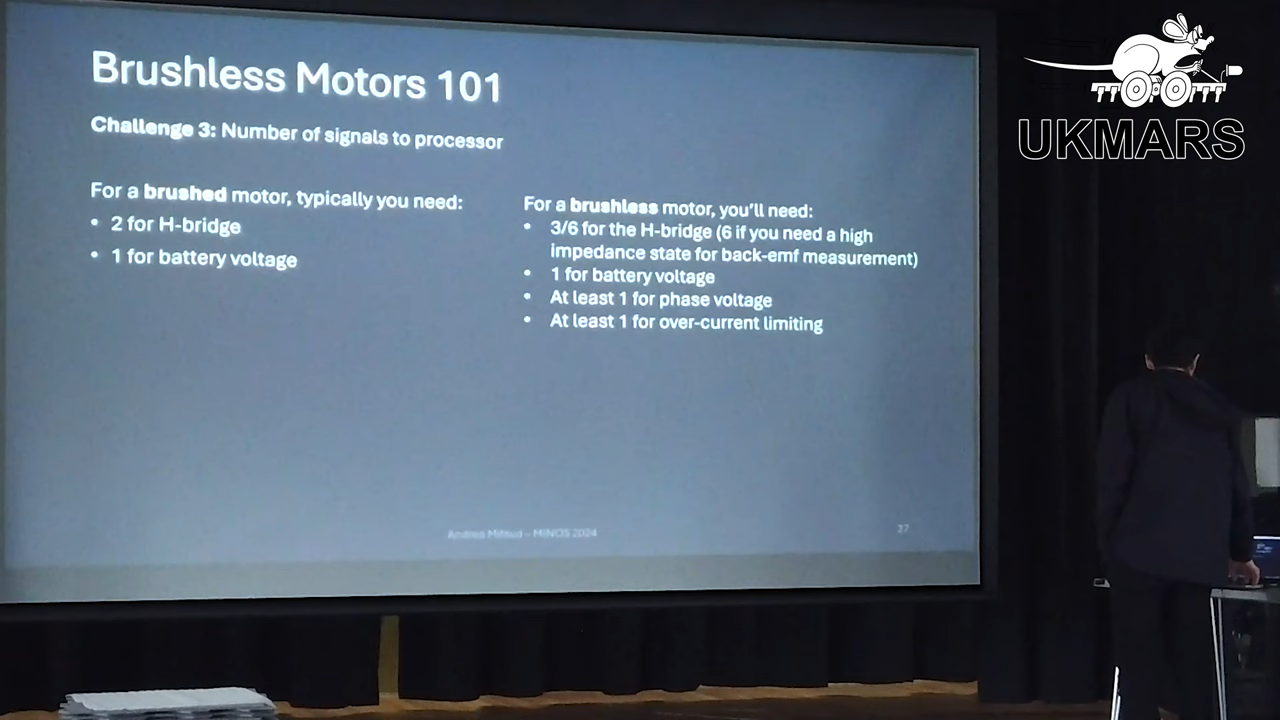 Brushless Motors 101
UKMARS
Challenge 3: Number of signals to processor
For a brushed motor, typically you need:
• 2 for H-bridge
• 1 for battery voltage
For a brushless motor, you'll need:
• 3/6 for the H-bridge (6 if you need a high
impedance state for back-emf measurement)
• 1 for battery voltage
• At least 1 for phase voltage
• At least 1 for over-current limiting
– MINOS 2024
27